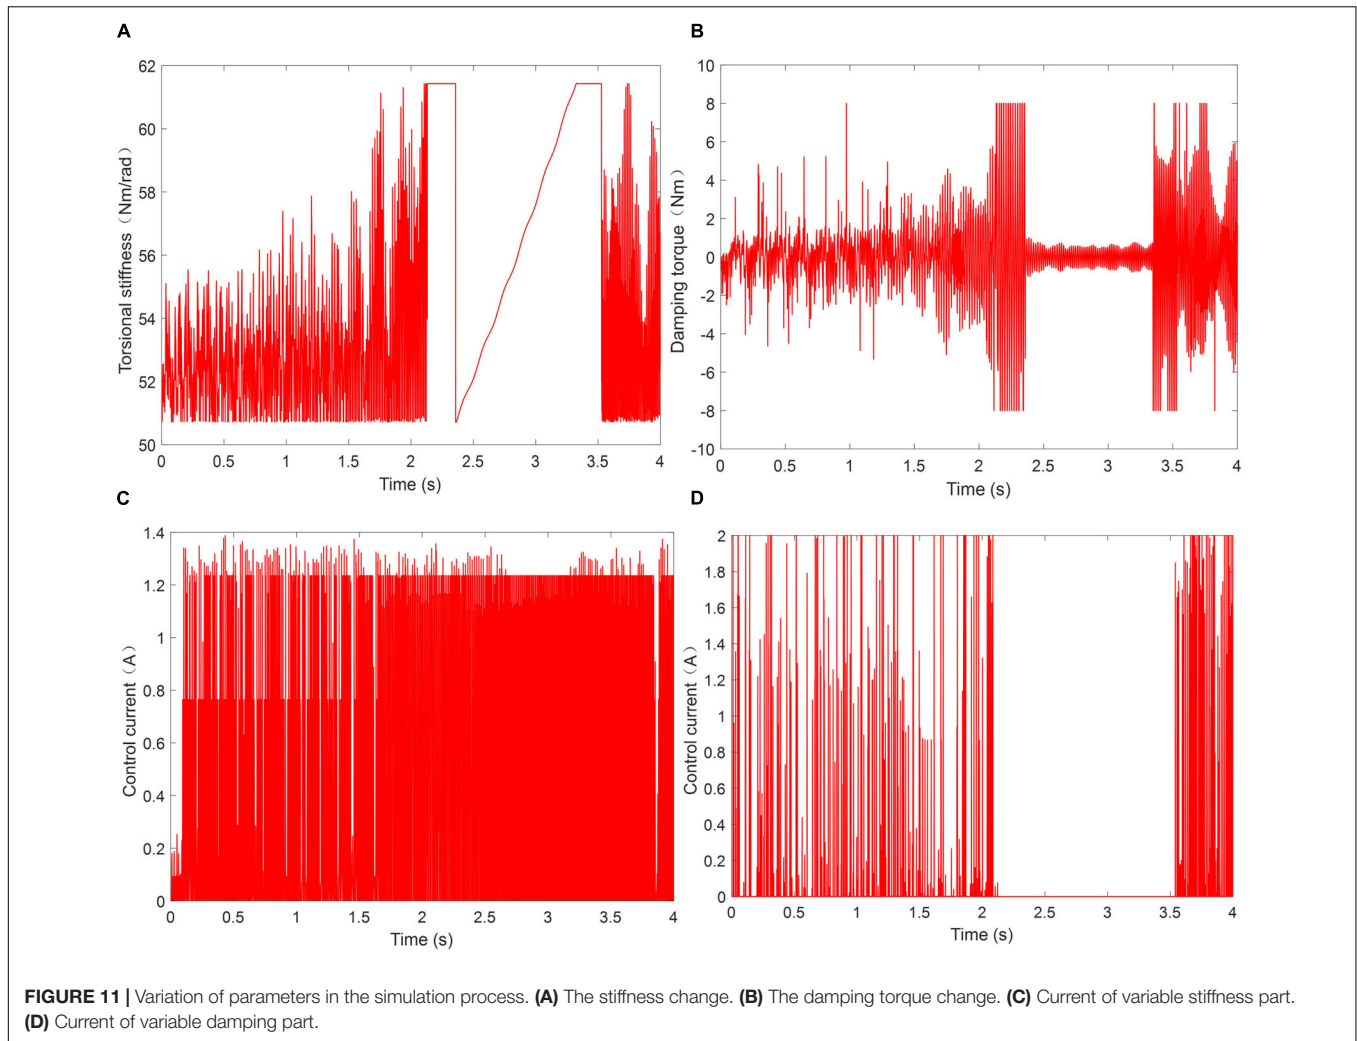 A
B
62
60
58
56
54
52
50
Torsional stiffness（Nm/rad）
0 0.5 1 1.5 2 2.5 3 3.5 4
Time (s)
10
8
6
4
2
0
-2
-4
-6
-8
-10
Damping torque（Nm）
0 0.5 1 1.5 2 2.5 3 3.5 4
Time (s)
C
D
1.4
1.2
1
0.8
0.6
0.4
0.2
0
Control current（A）
0 0.5 1 1.5 2 2.5 3 3.5 4
Time (s)
2
1.8
1.6
1.4
1.2
1
0.8
0.6
0.4
0.2
0
Control current（A）
0 0.5 1 1.5 2 2.5 3 3.5 4
Time (s)
FIGURE 11 | Variation of parameters in the simulation process. (A) The stiffness change. (B) The damping torque change. (C) Current of variable stiffness part.
(D) Current of variable damping part.